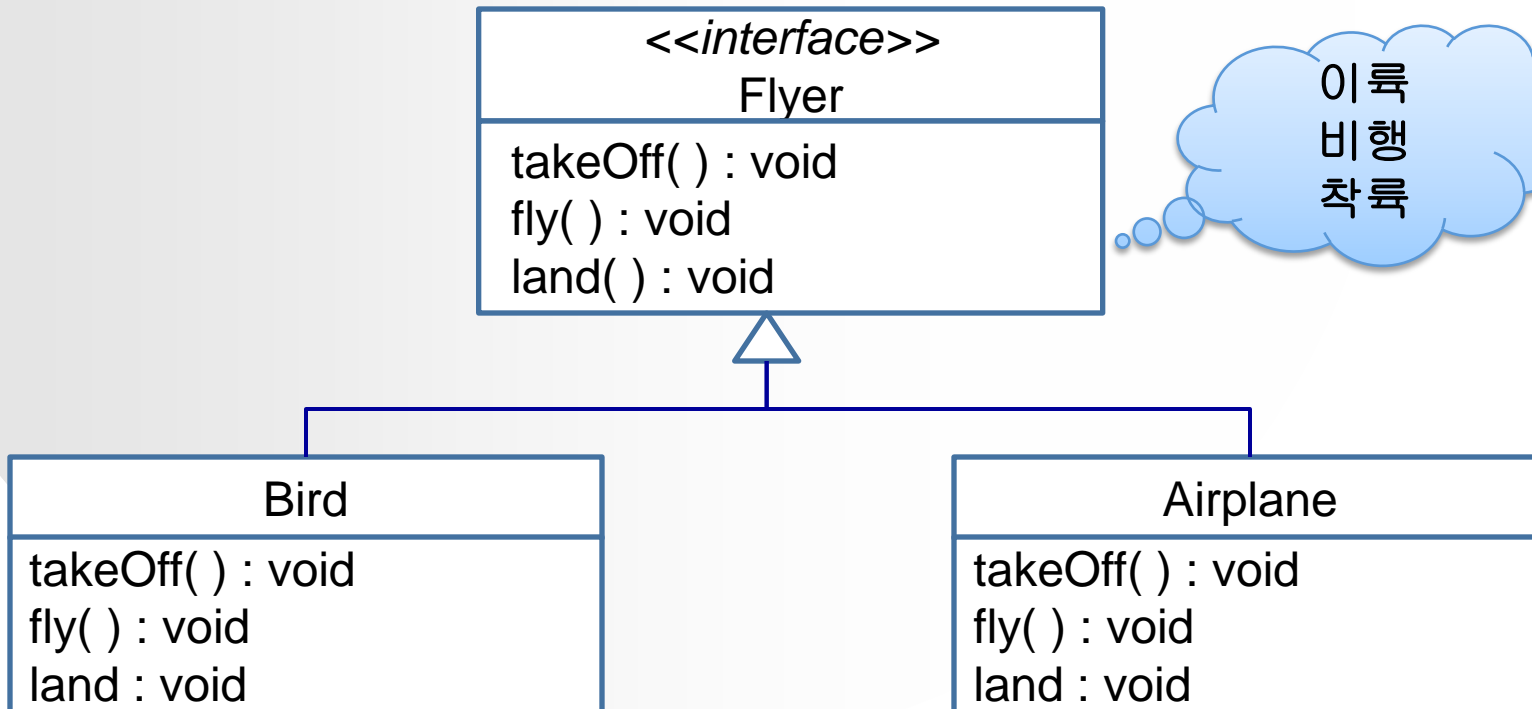 <<interface>>
Flyer
takeOff( ) : void
fly( ) : void
land( ) : void
이륙
비행
착륙
Bird
takeOff( ) : void
fly( ) : void
land : void
Airplane
takeOff( ) : void
fly( ) : void
land : void